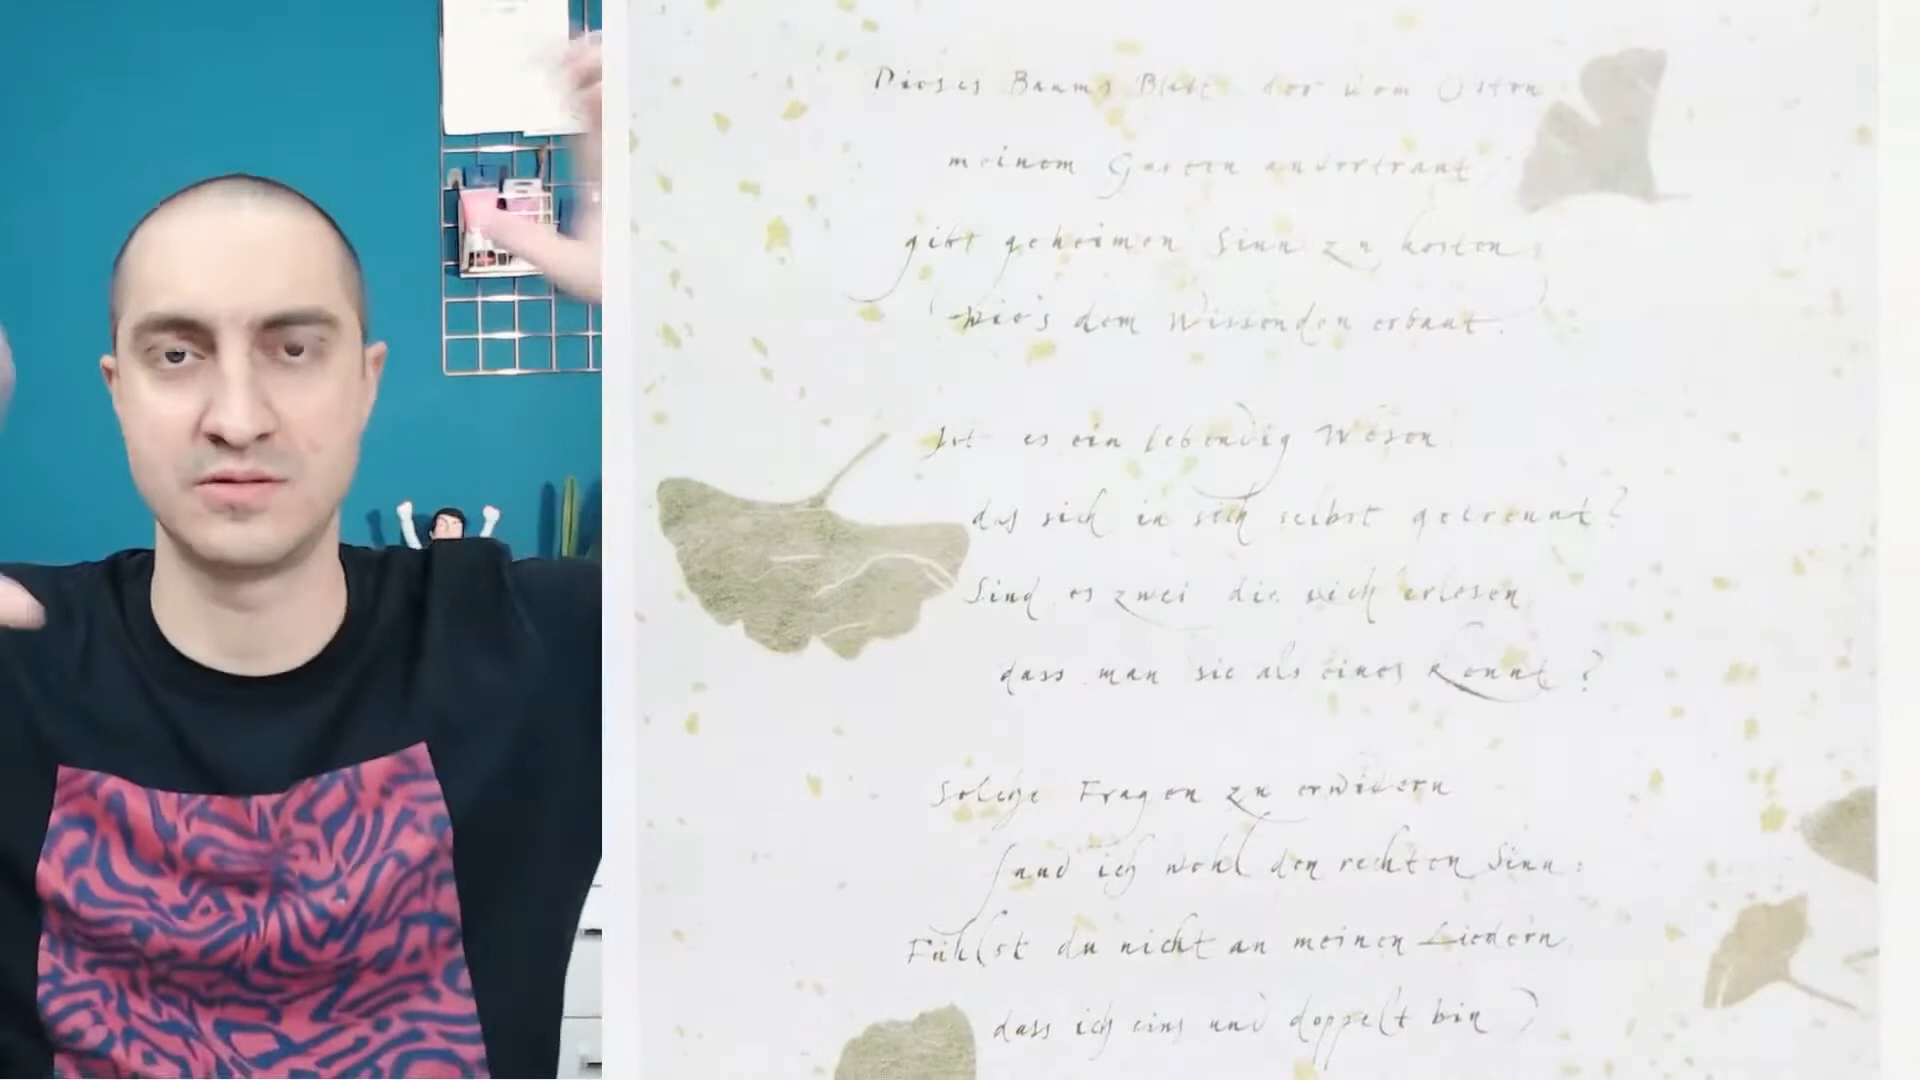 Dieses Baums Blatt der vom Osten
meinem Garten anvertraut
gibt geheimen Sinn zu kosten
wie's dem Wissenden erbaut.
Ist es ein lebendig Wesen
das sich in sich selbst getrennt?
Sind es zwei die sich erlesen
dass man sie als eines kennt?
Solche Fragen zu erwidern
fand ich wohl den rechten Sinn:
Fühlst du nicht an meinen Liedern
dass ich eins und doppelt bin?